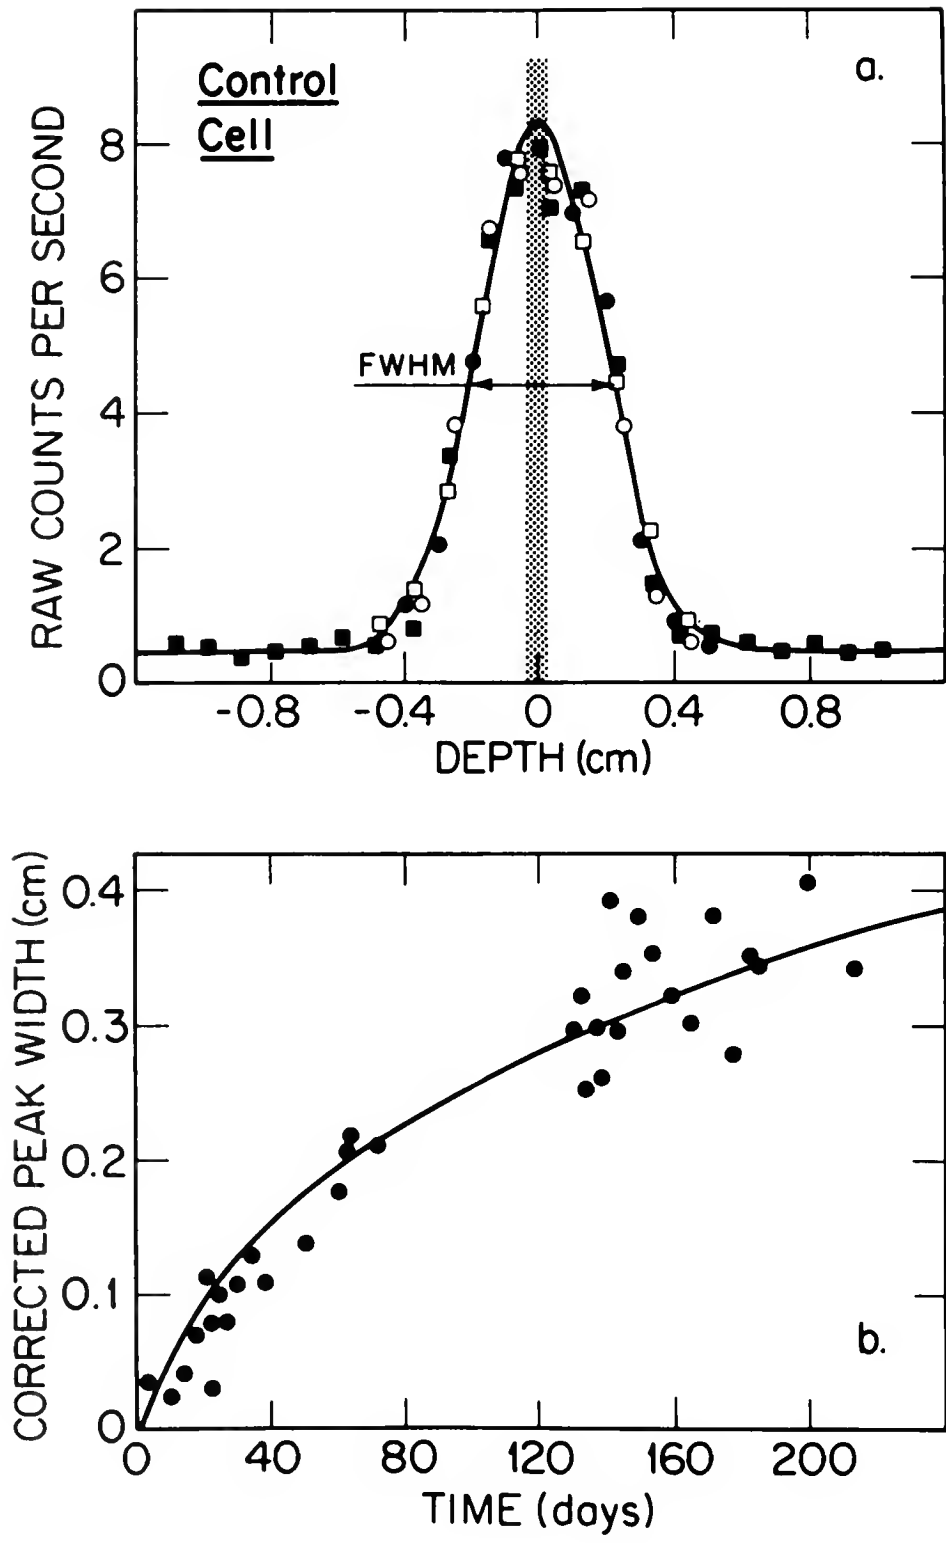 a.
Control
Cell
RAW COUNTS PER SECOND
8
6
FWHM
4
2
0
-0.8 -0.4 0 0.4 0.8
DEPTH (cm)
CORRECTED PEAK WIDTH (cm)
0.4
0.3
0.2
0.1
b.
0
0 40 80 120 160 200
TIME (days)